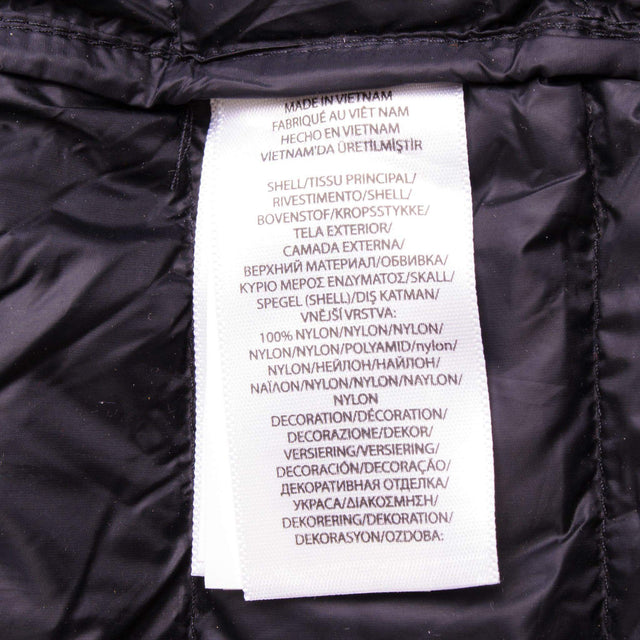 MADE IN VIETNAM
FABRIQUÉ AU VIÊT NAM
HECHO EN VIETNAM
VIETNAM'DA ÜRETİLMİŞTİR
SHELL/TISSU PRINCIPAL/
RIVESTIMENTO/SHELL/
BOVENSTOF/KROPSSTYKKE/
TELA EXTERIOR/
CAMADA EXTERNA/
ВЕРХНИЙ МАТЕРИАЛ/ОБВИВКА/
ΚΥΡΙΟ ΜΕΡΟΣ ΕΝΔΥΜΑΤΟΣ/SKALL/
SPEGEL (SHELL)/DIŞ KATMAN/
VNĚJŠÍ VRSTVA:
100% NYLON/NYLON/NYLON/
NYLON/NYLON/POLYAMID/nylon/
NYLON/НЕЙЛОН/НАЙЛОН/
ΝΑΪΛΟΝ/NYLON/NYLON/NAYLON/
NYLON
DECORATION/DÉCORATION/
DECORAZIONE/DEKOR/
VERSIERING/VERSIERING/
DECORACIÓN/DECORAÇÃO/
ДЕКОРАТИВНАЯ ОТДЕЛКА/
УКРАСА/ΔΙΑΚΟΣΜΗΣΗ/
DEKORERING/DEKORATION/
DEKORASYON/OZDOBA: